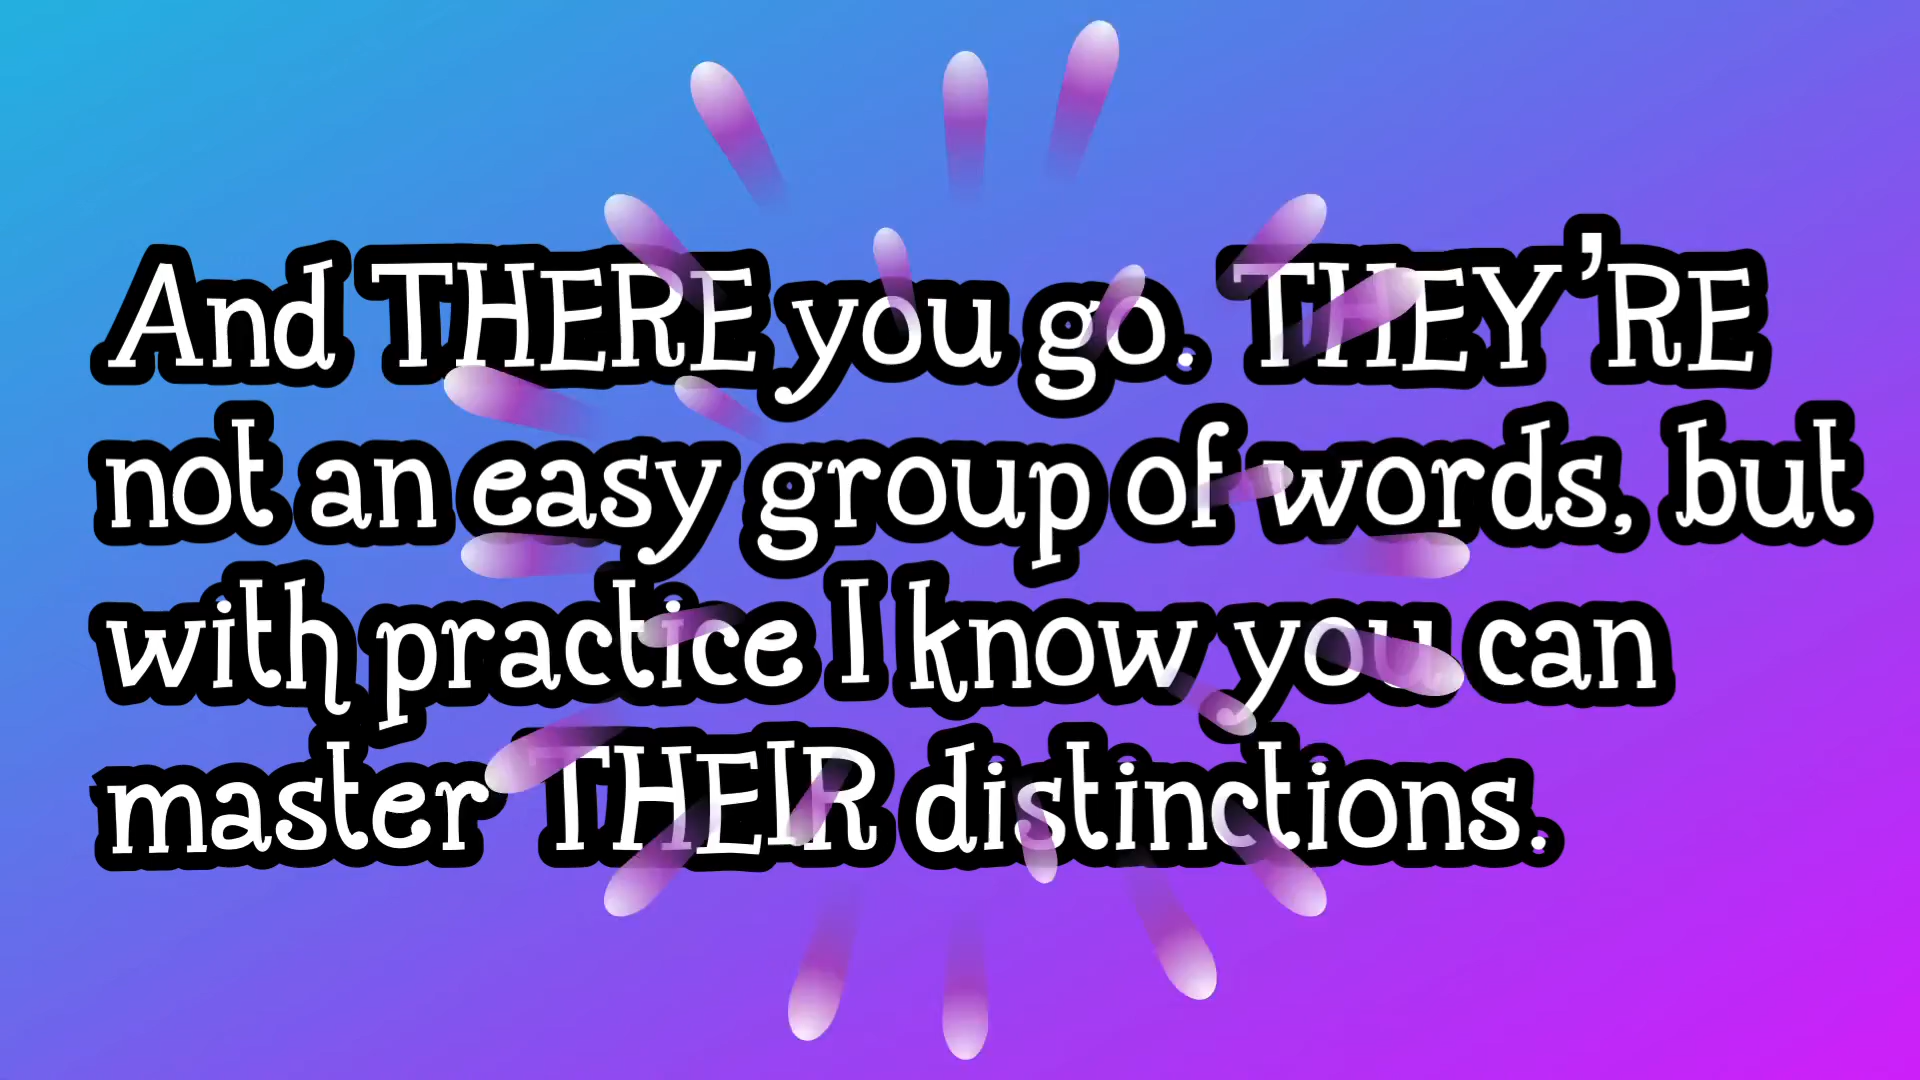 And THERE you go. THEY’RE
not an easy group of words, but
with practice I know you can
master THEIR distinctions.